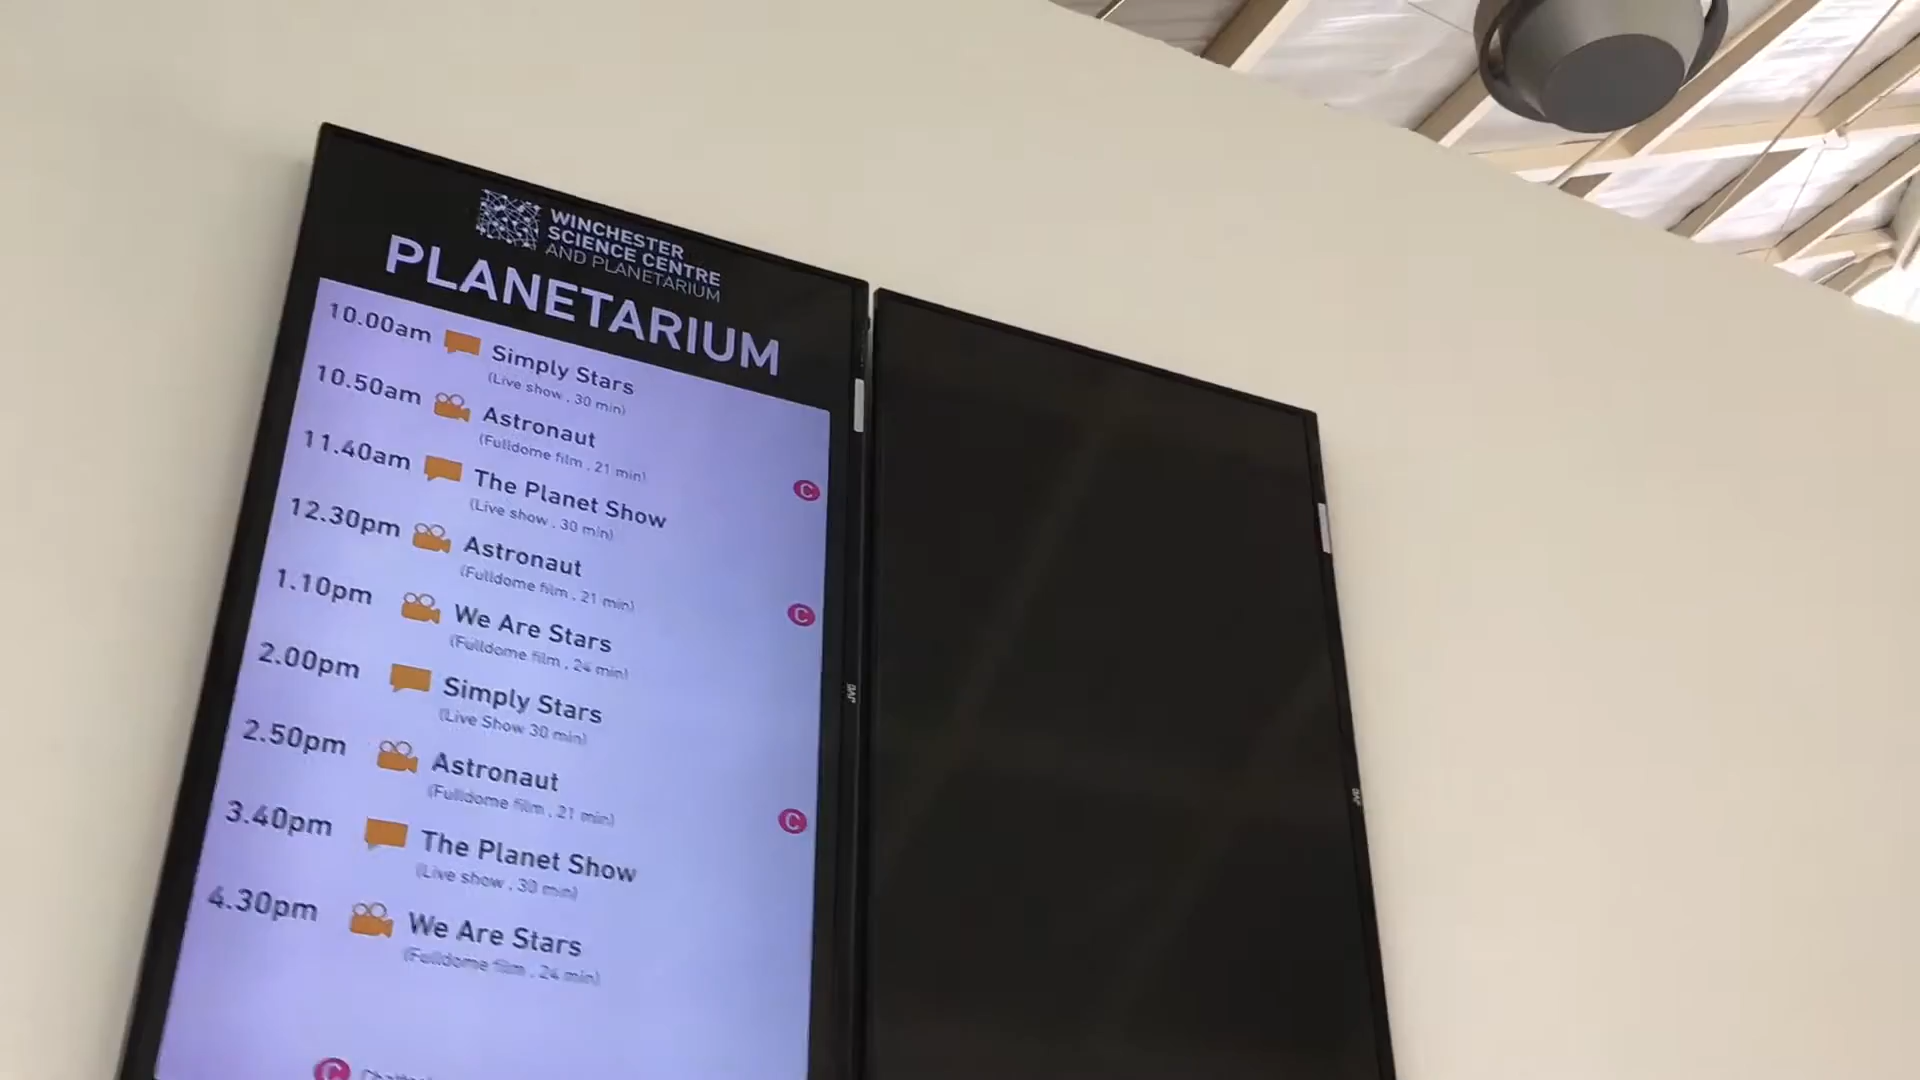 WINCHESTER
SCIENCE CENTRE
AND PLANETARIUM
PLANETARIUM
10.00am Simply Stars
(Live show . 30 min)
10.50am Astronaut
(Fulldome film . 21 min)
C
11.40am The Planet Show
(Live show . 30 min)
12.30pm Astronaut
(Fulldome film . 21 min)
C
1.10pm We Are Stars
(Fulldome film . 24 min)
2.00pm Simply Stars
(Live Show 30 min)
2.50pm Astronaut
(Fulldome film . 21 min)
C
3.40pm The Planet Show
(Live show . 30 min)
4.30pm We Are Stars
(Fulldome film . 24 min)
C